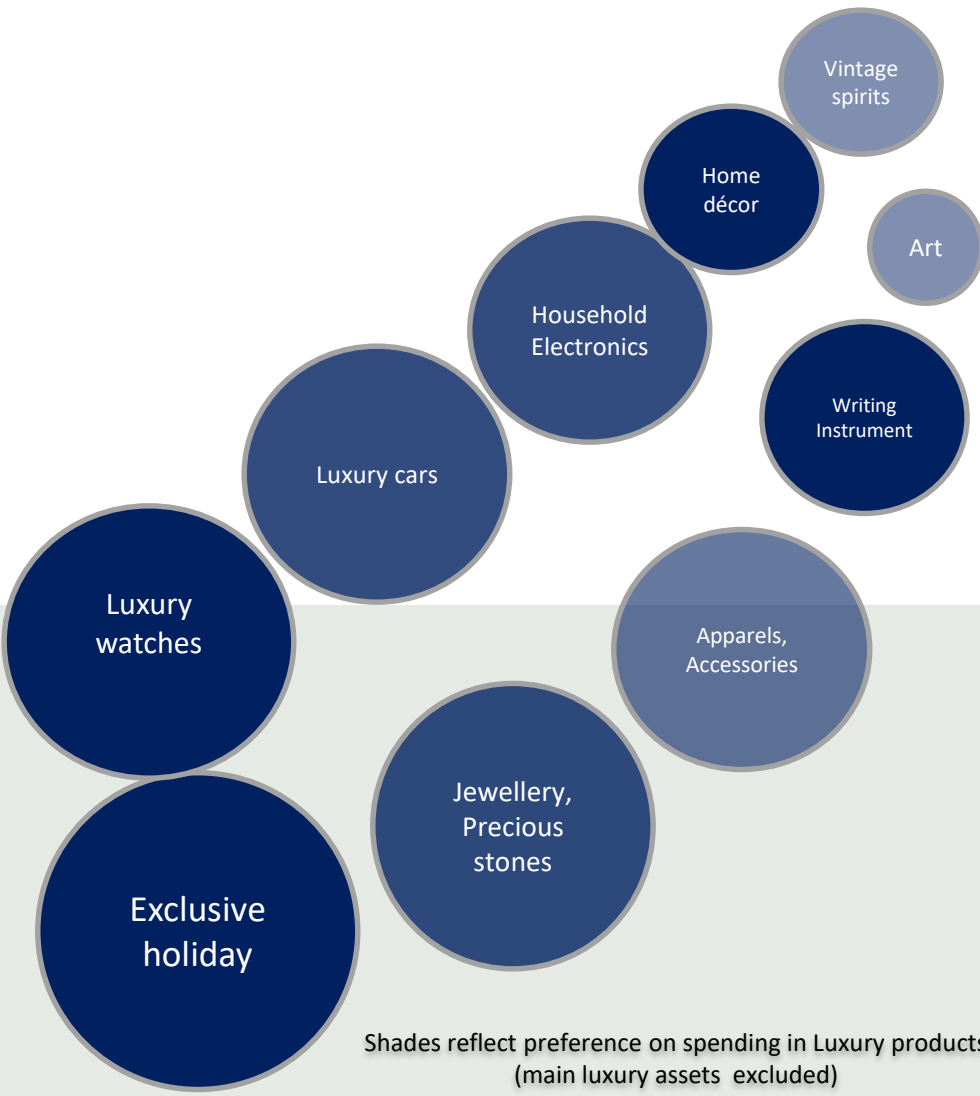 Vintage
spirits
Home
décor
Art
Household
Electronics
Writing
Instrument
Luxury cars
Luxury
watches
Apparels,
Accessories
Jewellery,
Precious
stones
Exclusive
holiday
Shades reflect preference on spending in Luxury products
(main luxury assets excluded)